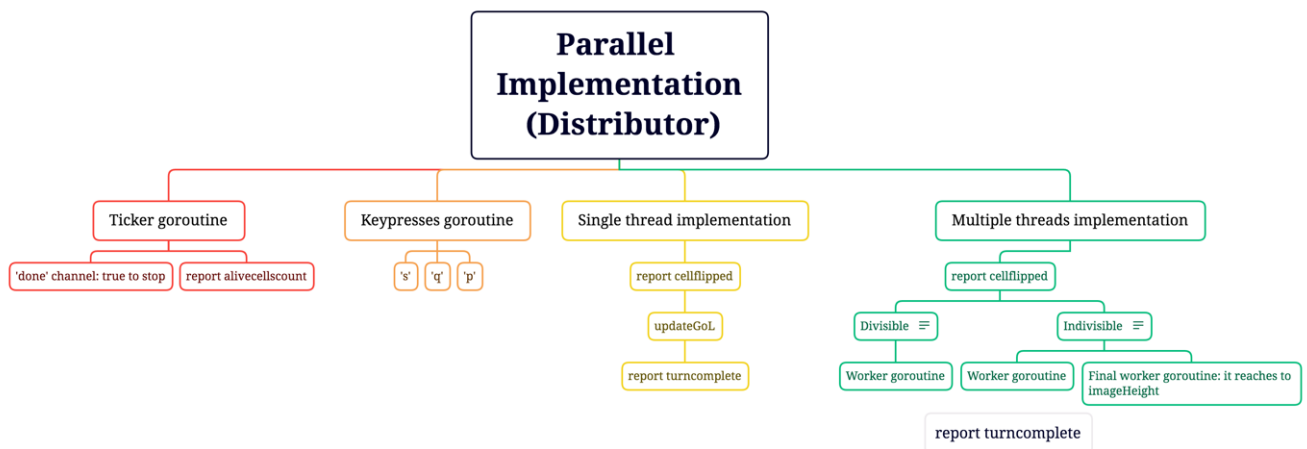 Parallel
Implementation
(Distributor)
Ticker goroutine
Keypresses goroutine
Single thread implementation
Multiple threads implementation
'done' channel: true to stop
report alivecellscount
's'
'q'
'p'
report cellflipped
report cellflipped
updateGoL
Divisible
Indivisible
report turncomplete
Worker goroutine
Worker goroutine
Final worker goroutine: it reaches to
imageHeight
report turncomplete